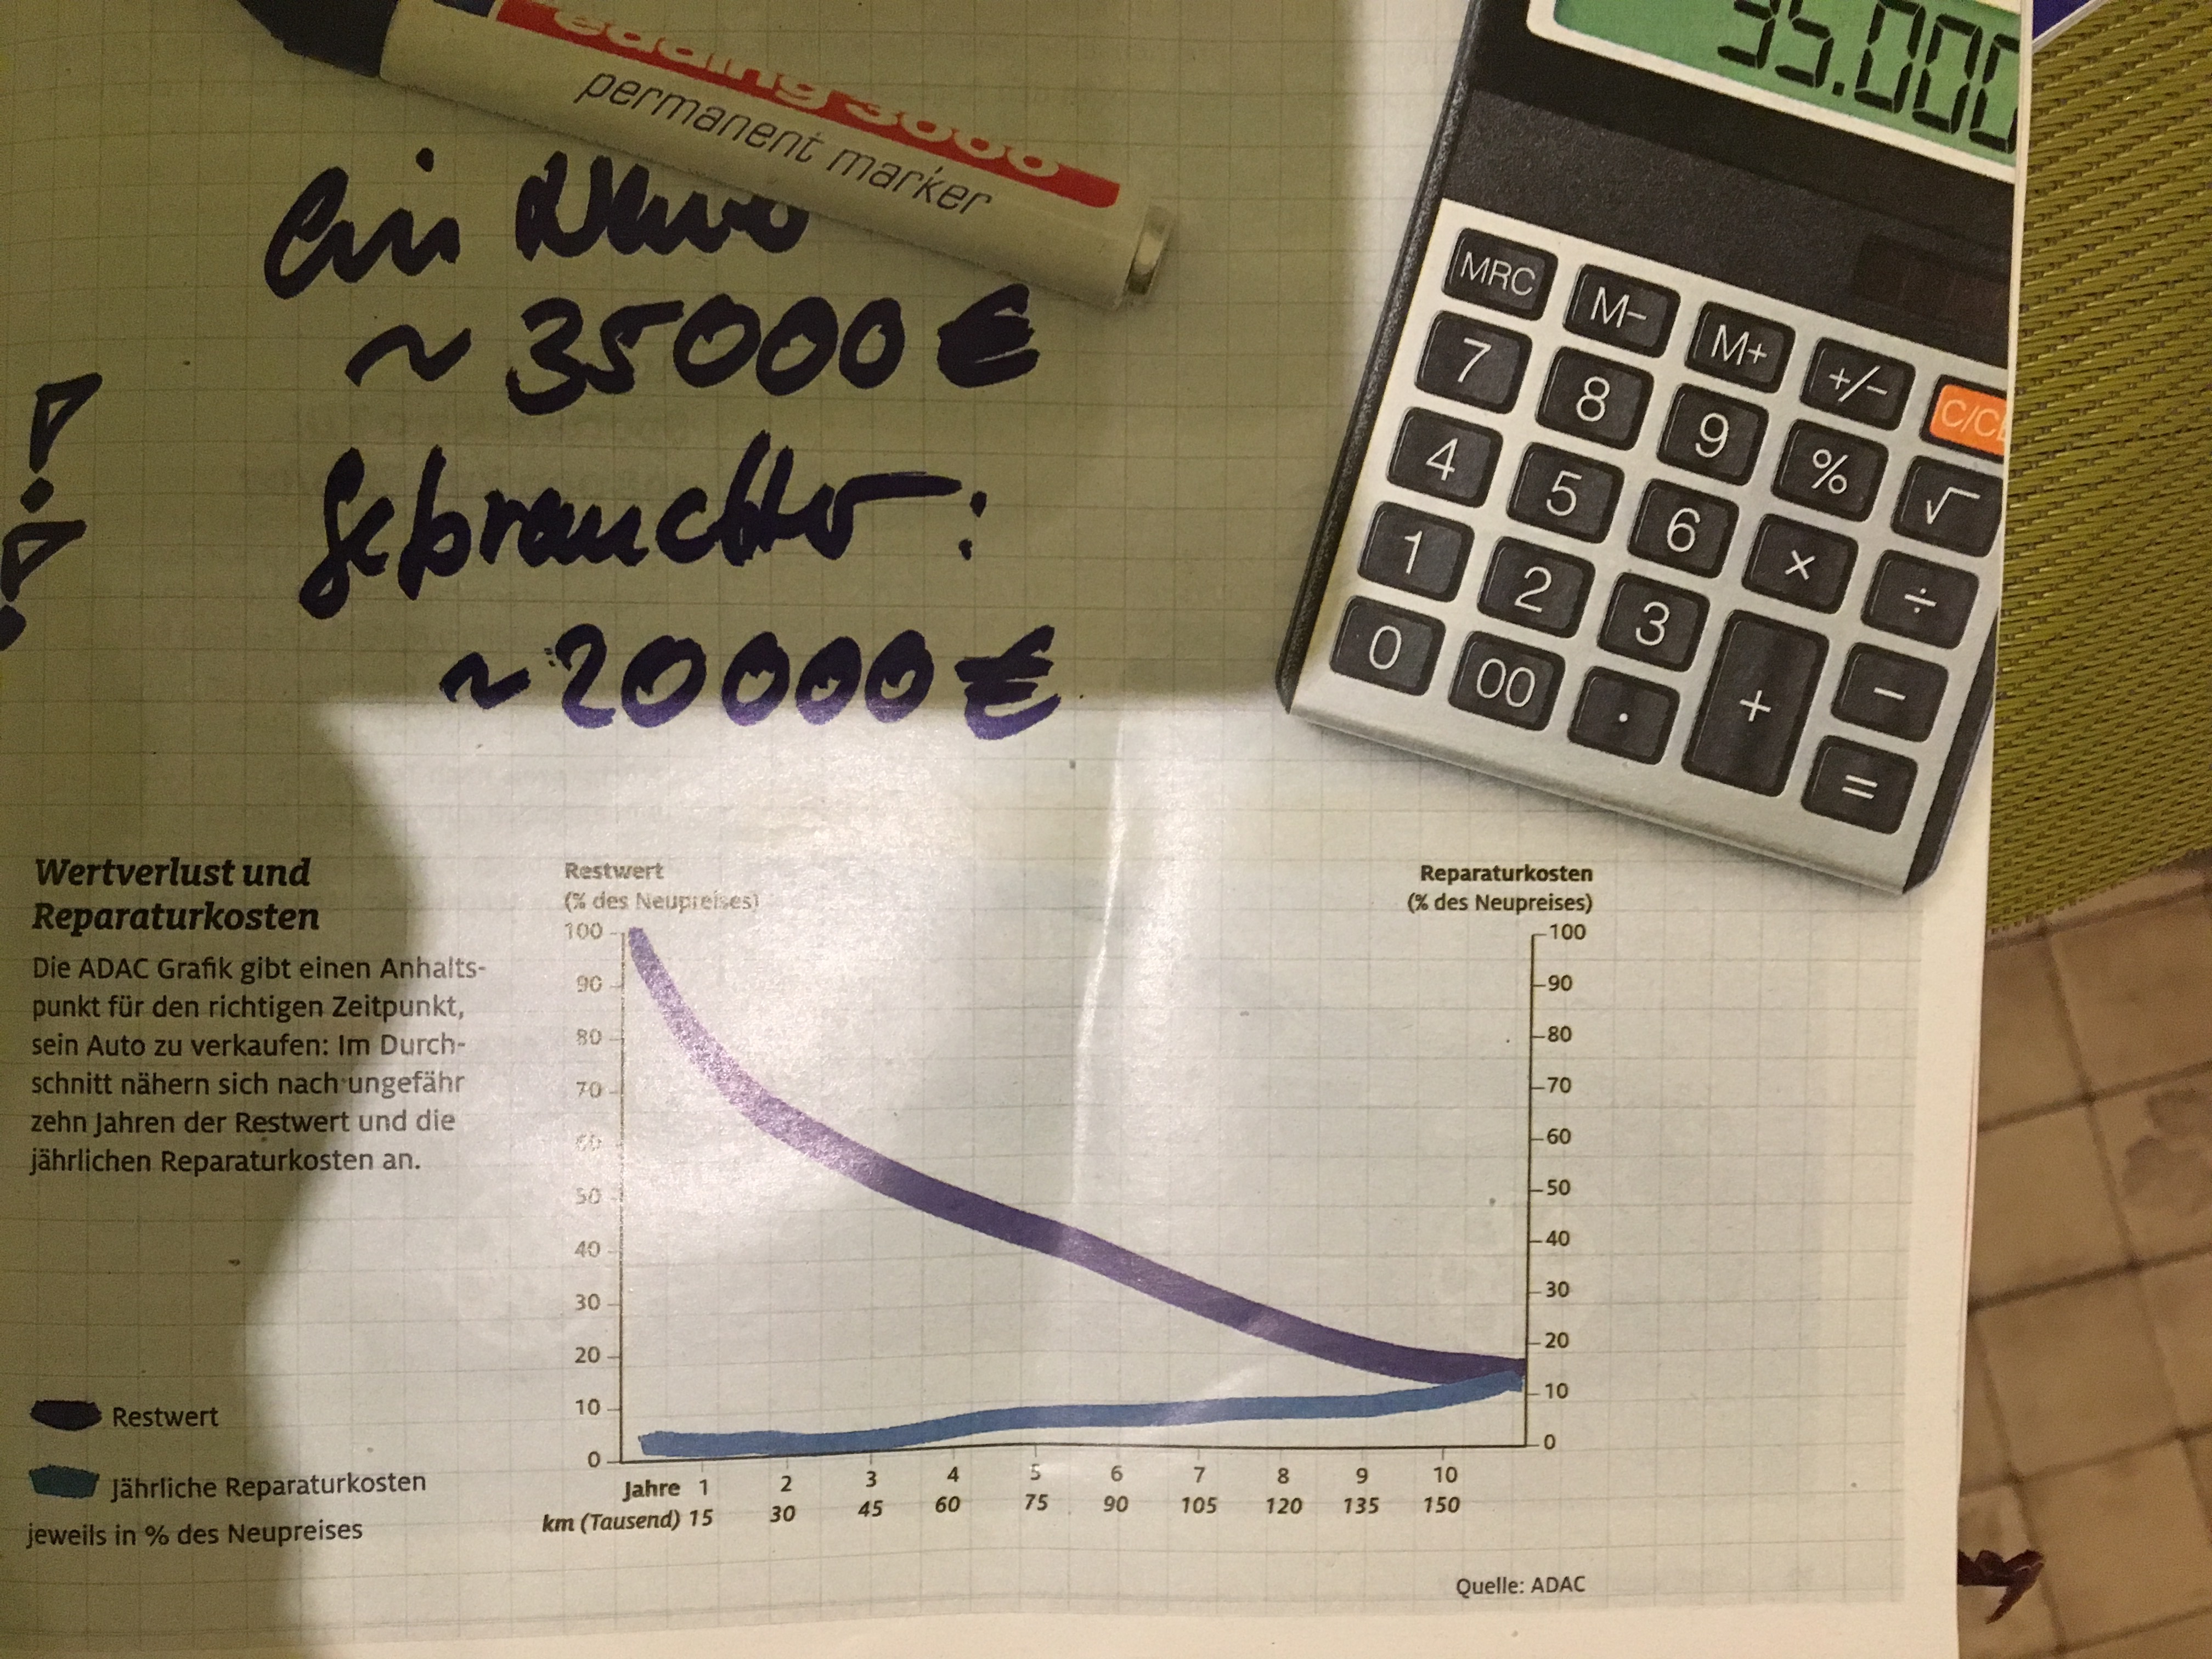 edding 3000
permanent marker
35.000
ein Neuer
~ 35000 €
Gebrauchter:
~ 20000 €
MRC M- M+ +/-
7 8 9 % √
4 5 6 × ÷
1 2 3 + −
0 00 . =
Wertverlust und
Reparaturkosten
Die ADAC Grafik gibt einen Anhalts-
punkt für den richtigen Zeitpunkt,
sein Auto zu verkaufen: Im Durch-
schnitt nähern sich nach ungefähr
zehn Jahren der Restwert und die
jährlichen Reparaturkosten an.
Restwert
Jährliche Reparaturkosten
jeweils in % des Neupreises
Restwert
(% des Neupreises)
100
90
80
70
60
50
40
30
20
10
0
Reparaturkosten
(% des Neupreises)
100
90
80
70
60
50
40
30
20
10
0
Jahre 1 2 3 4 5 6 7 8 9 10
km (Tausend) 15 30 45 60 75 90 105 120 135 150
Quelle: ADAC